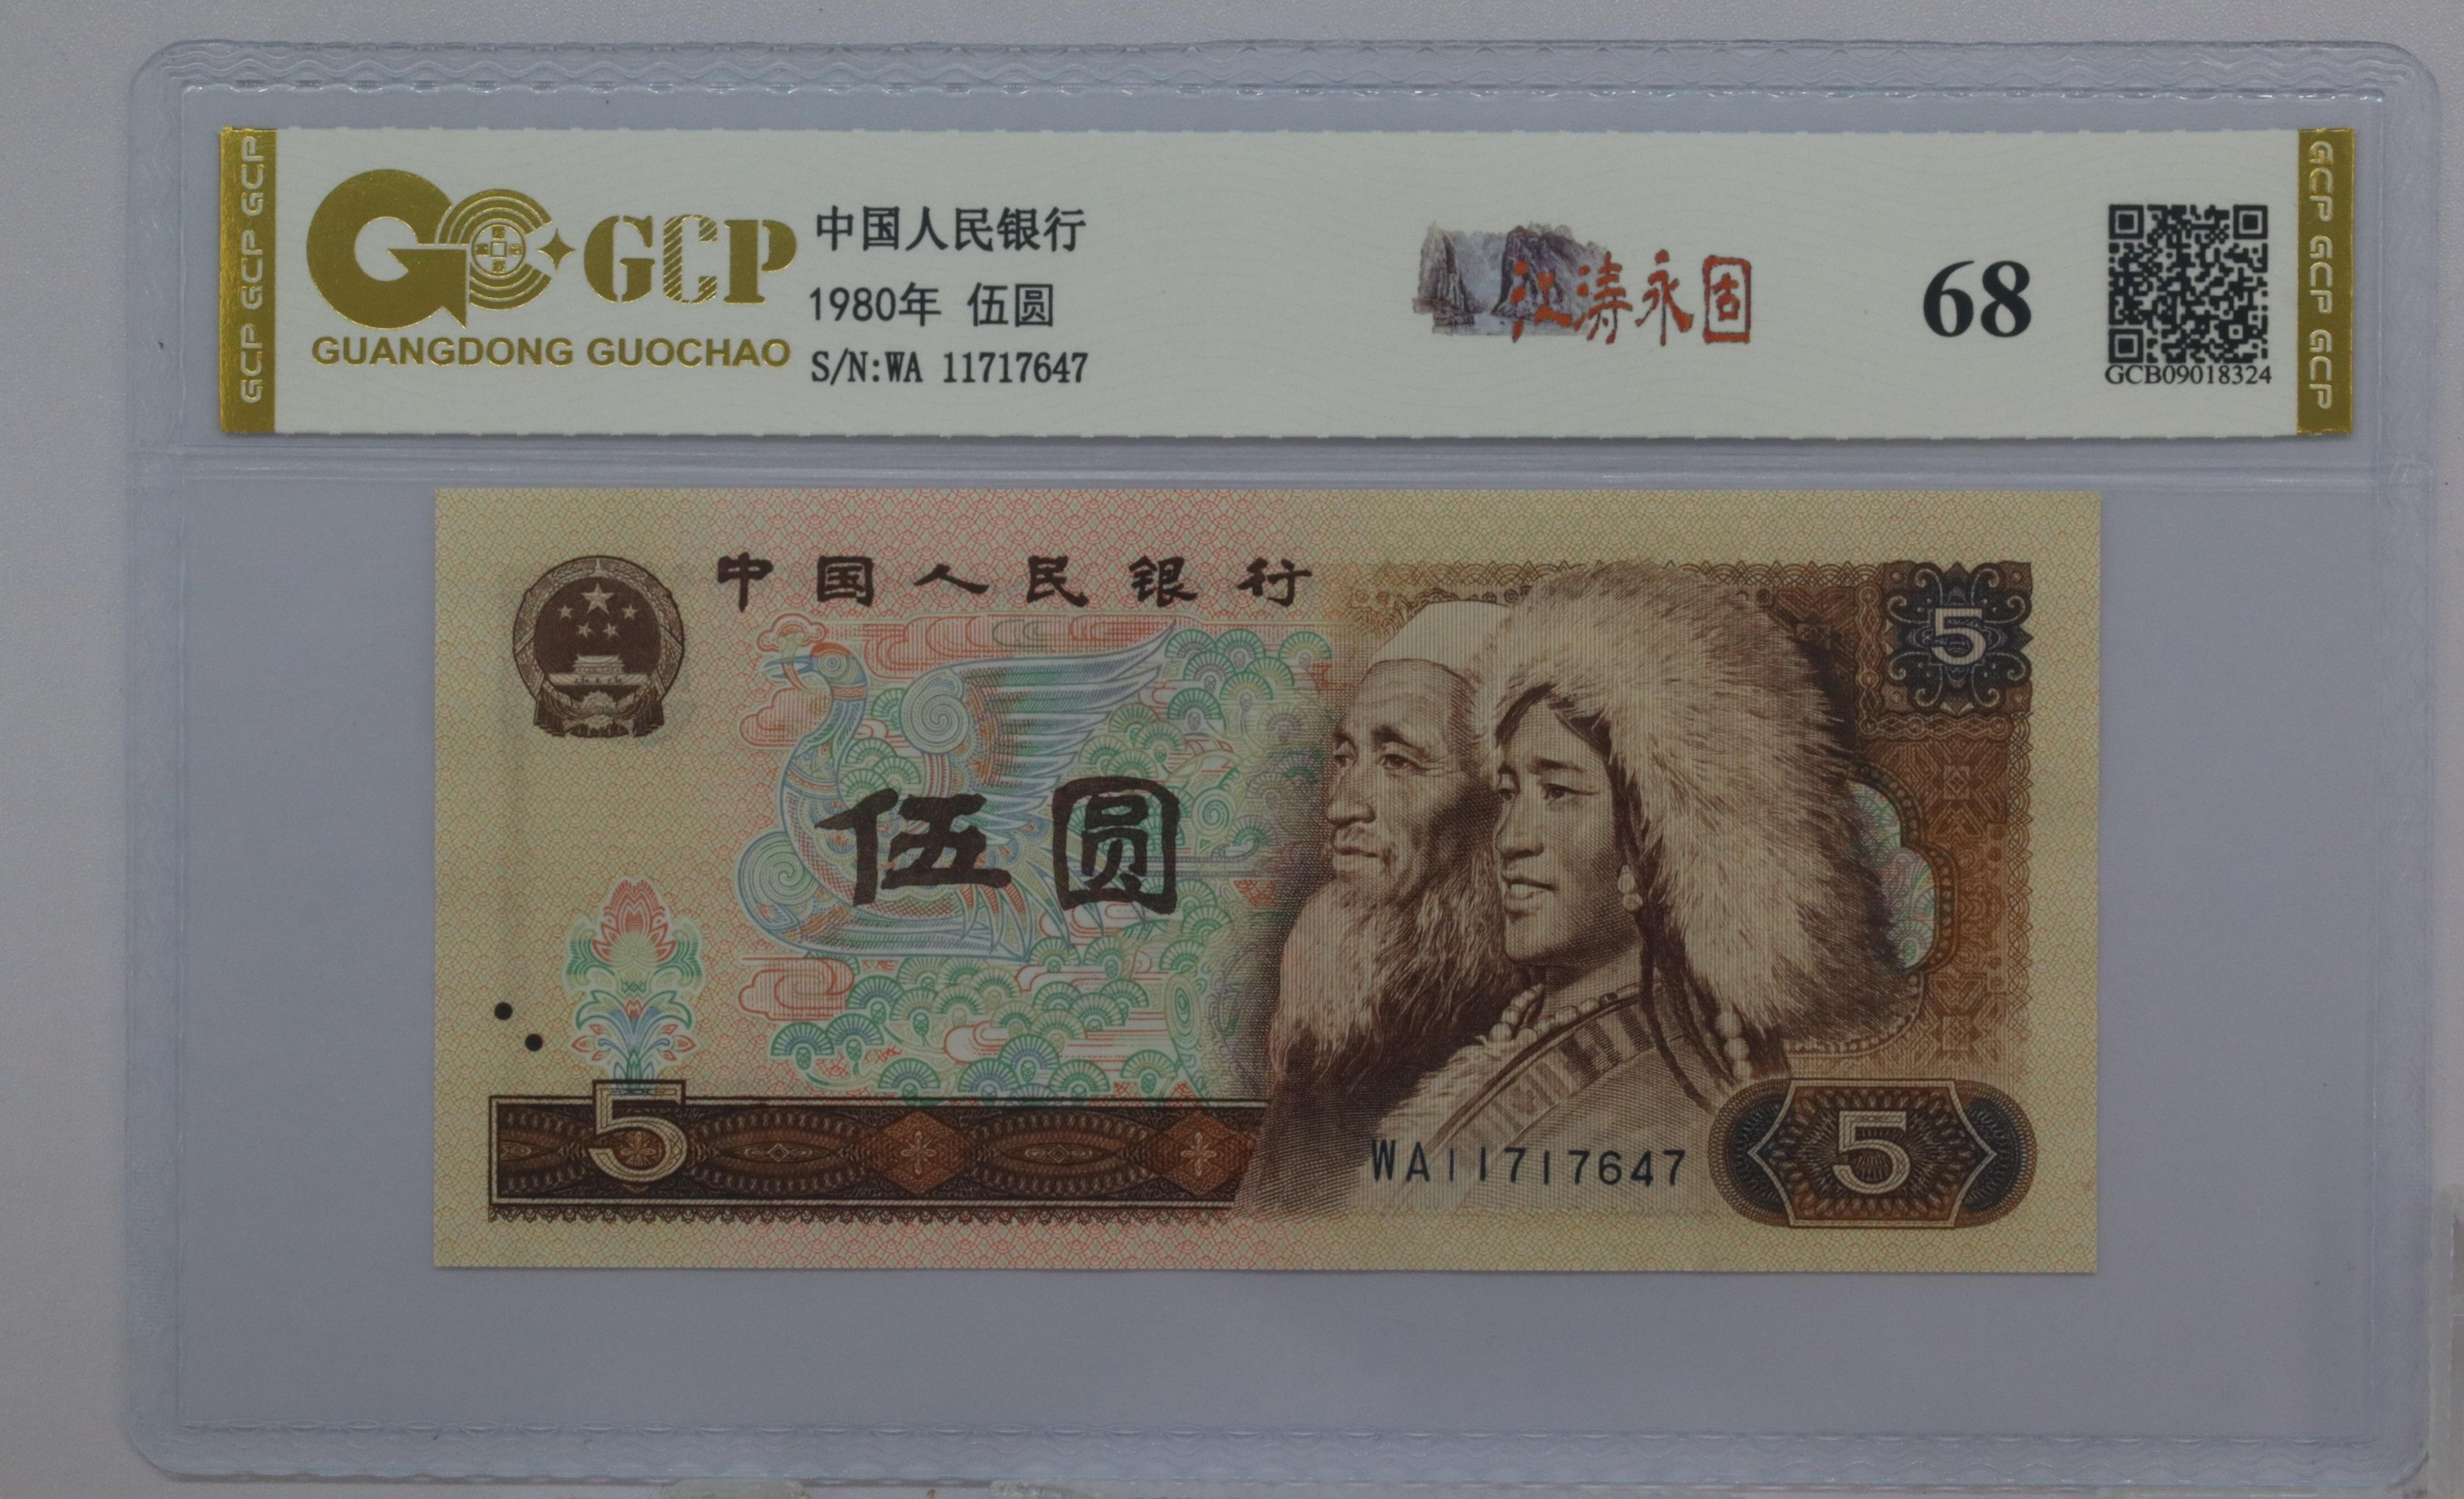 GCP GCP GCP
GCP
GUANGDONG GUOCHAO
中国人民银行
1980年 伍圆
S/N:WA 11717647
江涛永固
68
GCB09018324
GCP GCP GCP
中国人民银行
5
伍圆
5
WA11717647
5